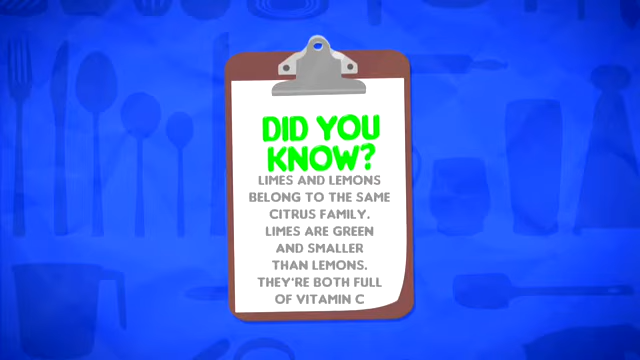 DID YOU
KNOW?
LIMES AND LEMONS
BELONG TO THE SAME
CITRUS FAMILY.
LIMES ARE GREEN
AND SMALLER
THAN LEMONS.
THEY'RE BOTH FULL
OF VITAMIN C